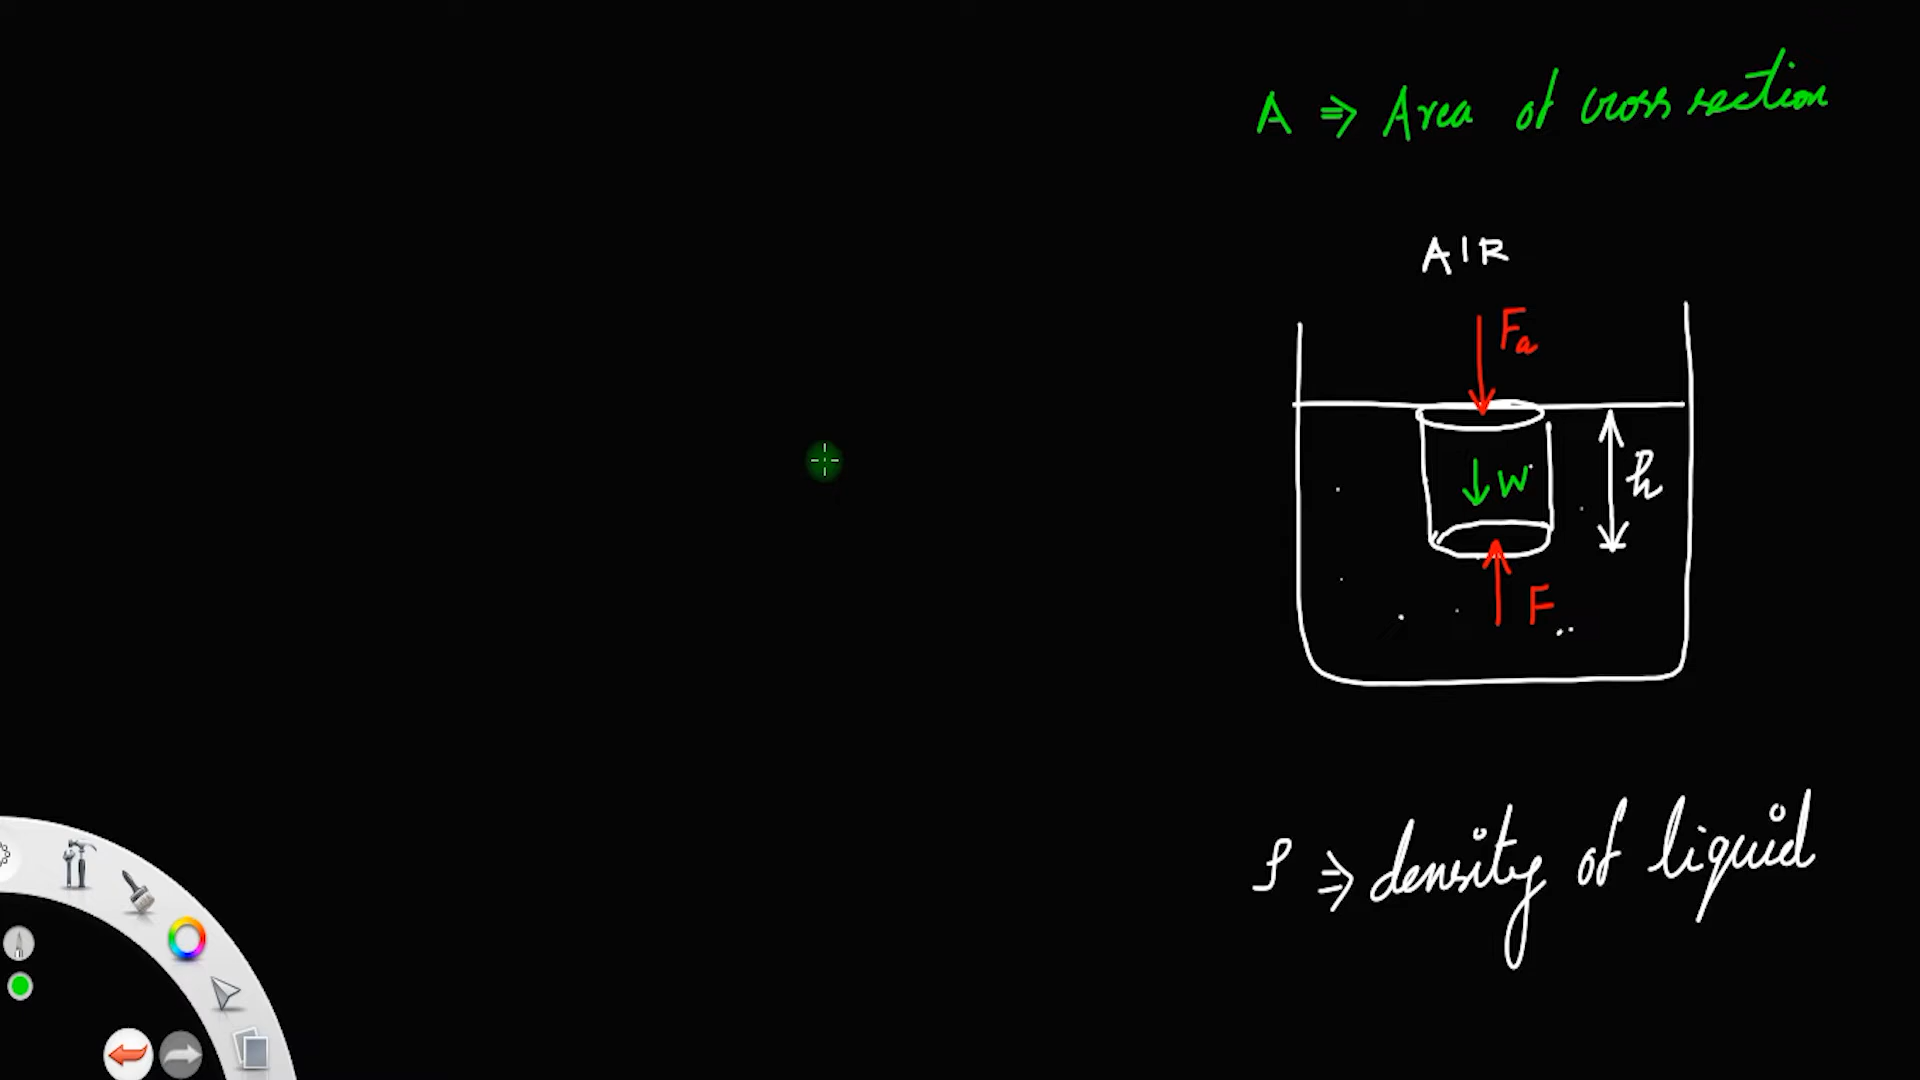 A ⇒ Area of cross section
AIR
Fa
W
h
F
ρ ⇒ density of liquid